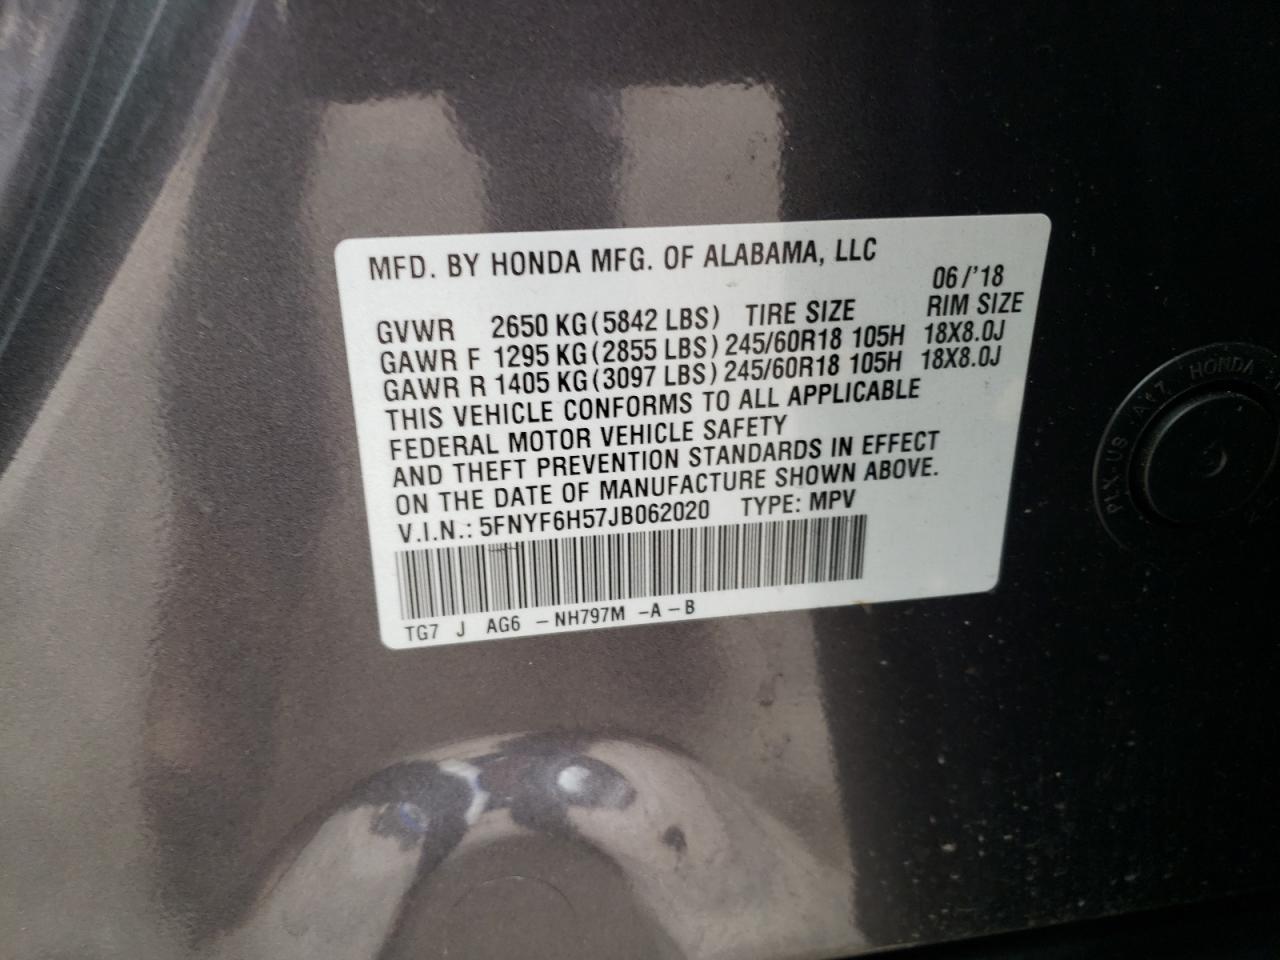 MFD. BY HONDA MFG. OF ALABAMA, LLC
06/'18
GVWR 2650 KG(5842 LBS) TIRE SIZE RIM SIZE
GAWR F 1295 KG(2855 LBS) 245/60R18 105H 18X8.0J
GAWR R 1405 KG(3097 LBS) 245/60R18 105H 18X8.0J
THIS VEHICLE CONFORMS TO ALL APPLICABLE
FEDERAL MOTOR VEHICLE SAFETY
AND THEFT PREVENTION STANDARDS IN EFFECT
ON THE DATE OF MANUFACTURE SHOWN ABOVE.
V.I.N.: 5FNYF6H57JB062020 TYPE: MPV
TG7 J AG6 -NH797M -A-B
PLX-US HONDA